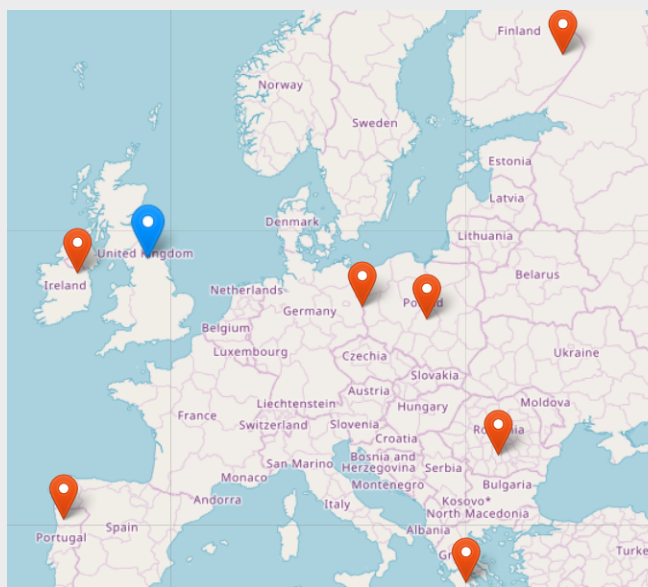 Finland
Norway
Sweden
Estonia
Latvia
Denmark
Lithuania
United Kingdom
Belarus
Ireland
Netherlands
Germany
Belgium
Luxembourg
Czechia
Ukraine
Slovakia
Austria
Liechtenstein
Hungary
Moldova
France
Switzerland
Slovenia
Croatia
San Marino
Bosnia and
Herzegovina
Serbia
Monaco
Montenegro
Bulgaria
Andorra
Kosovo*
Italy
North Macedonia
Spain
Portugal
Albania